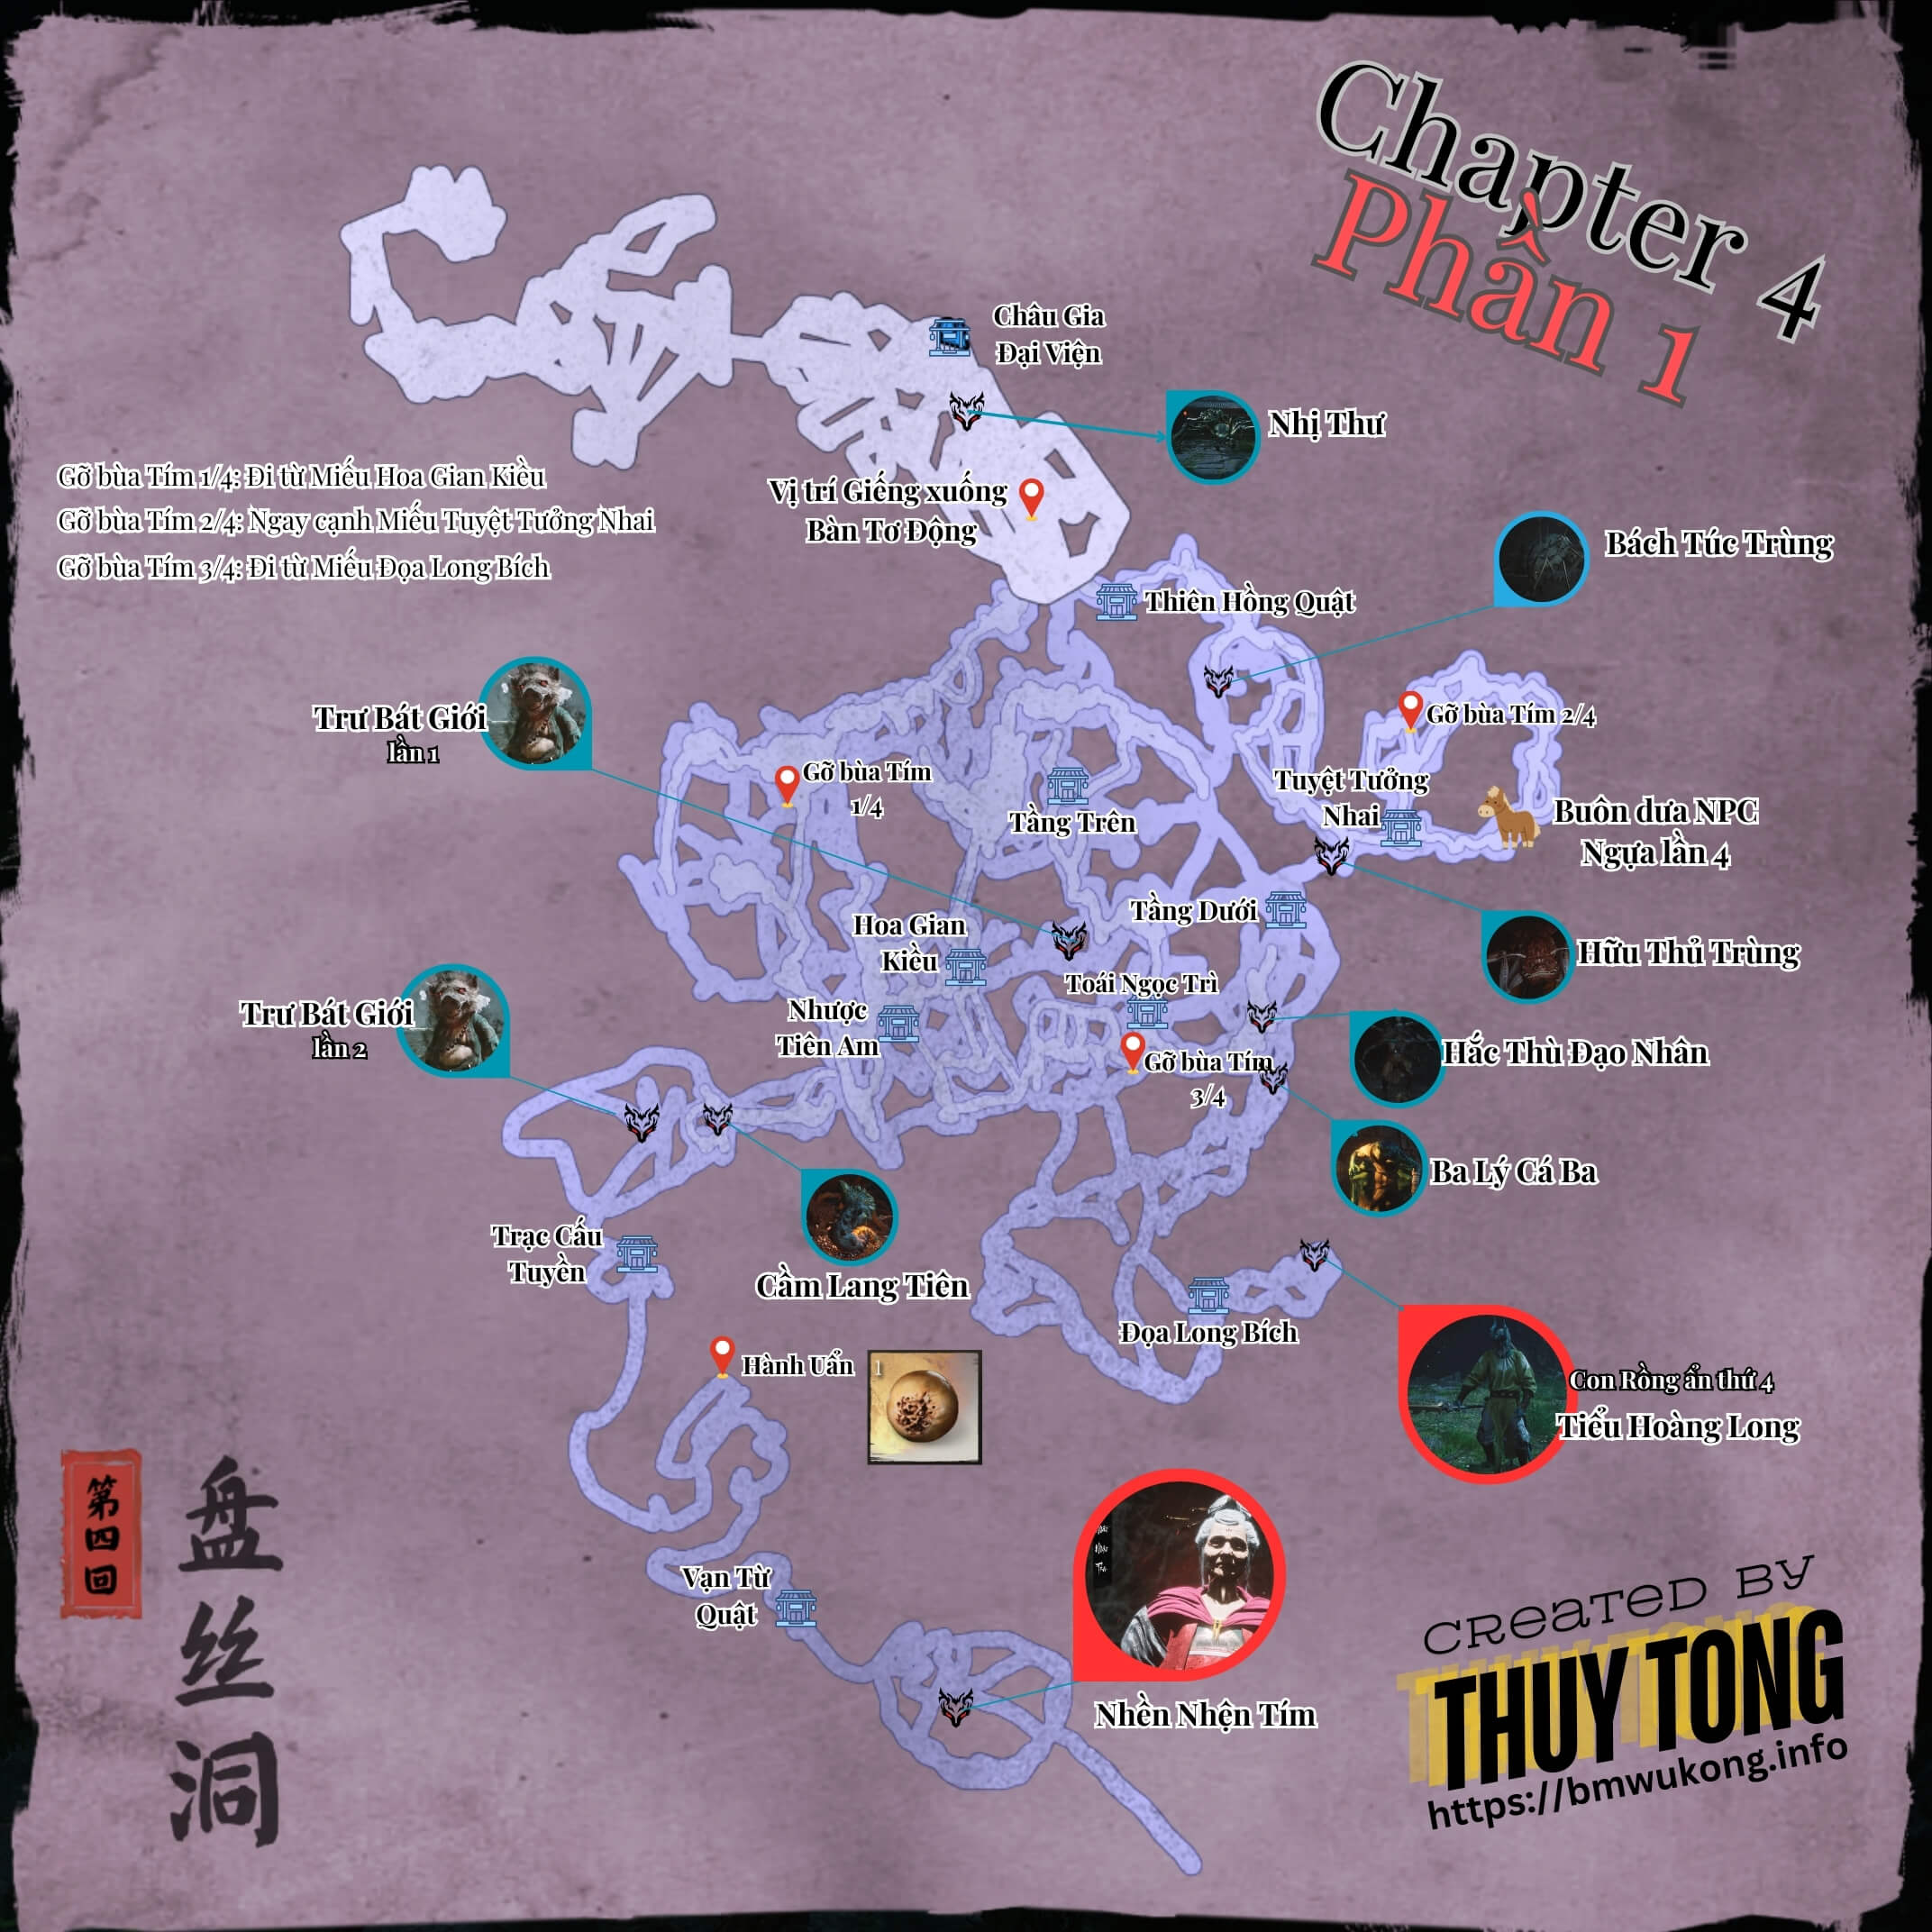 Chapter 4
Phần 1
Châu Gia
Đại Viện
Nhị Thư
Gỡ bùa Tím 1/4: Đi từ Miếu Hoa Gian Kiều
Gỡ bùa Tím 2/4: Ngay cạnh Miếu Tuyệt Tưởng Nhai
Gỡ bùa Tím 3/4: Đi từ Miếu Đọa Long Bích
Vị trí Giếng xuống
Bàn Tơ Động
Bách Túc Trùng
Thiên Hồng Quật
Trư Bát Giới
lần 1
Gỡ bùa Tím 2/4
Gỡ bùa Tím
1/4
Tầng Trên
Tuyệt Tưởng
Nhai
Buôn dưa NPC
Ngựa lần 4
Tầng Dưới
Hoa Gian
Kiều
Hữu Thủ Trùng
Toái Ngọc Trì
Trư Bát Giới
lần 2
Nhược
Tiên Am
Gỡ bùa Tím
3/4
Hắc Thù Đạo Nhân
Ba Lý Cá Ba
Trạc Cấu
Tuyền
Cầm Lang Tiên
Đọa Long Bích
Hành Uẩn
1
Con Rồng ẩn thứ 4
Tiểu Hoàng Long
第四回
盘丝洞
Vạn Từ
Quật
Nhền Nhện Tím
CREATED BY
THUY TONG
https://bmwukong.info